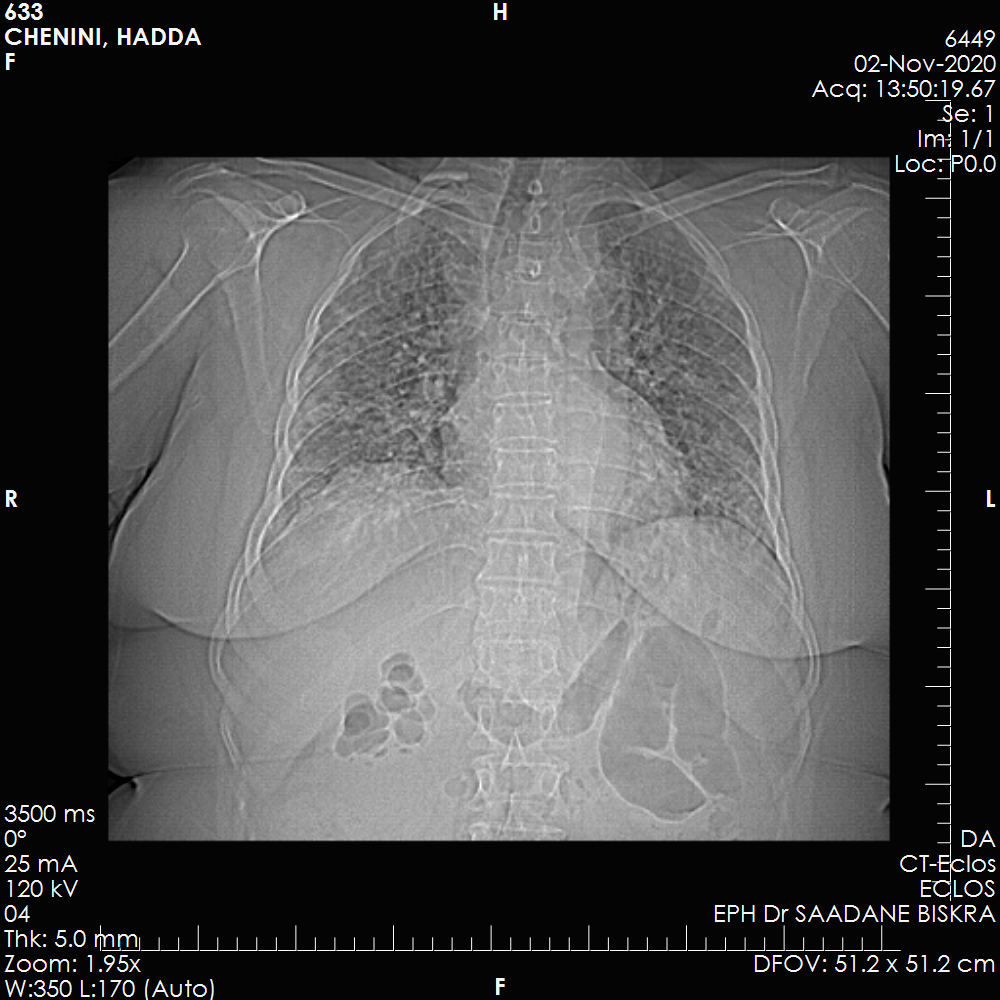 633
CHENINI, HADDA
F
H
6449
02-Nov-2020
Acq: 13:50:19.67
Se: 1
Im: 1/1
Loc: P0.0
R
L
3500 ms
0°
25 mA
120 kV
04
Thk: 5.0 mm
Zoom: 1.95x
W:350 L:170 (Auto)
F
DA
CT-Eclos
ECLOS
EPH Dr SAADANE BISKRA
DFOV: 51.2 x 51.2 cm